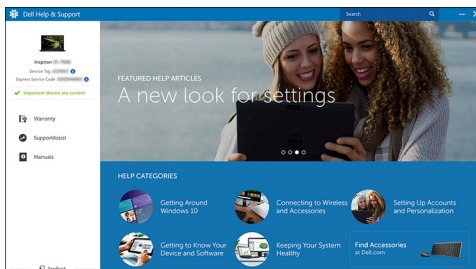 Dell Help & Support
Search
Inspiron
Service Tag
Express Service Code
Important drivers are current
Warranty
SupportAssist
Manuals
Feedback
FEATURED HELP ARTICLES
A new look for settings
HELP CATEGORIES
Getting Around
Windows 10
Connecting to Wireless
and Accessories
Setting Up Accounts
and Personalization
Getting to Know Your
Device and Software
Keeping Your System
Healthy
Find Accessories
at Dell.com